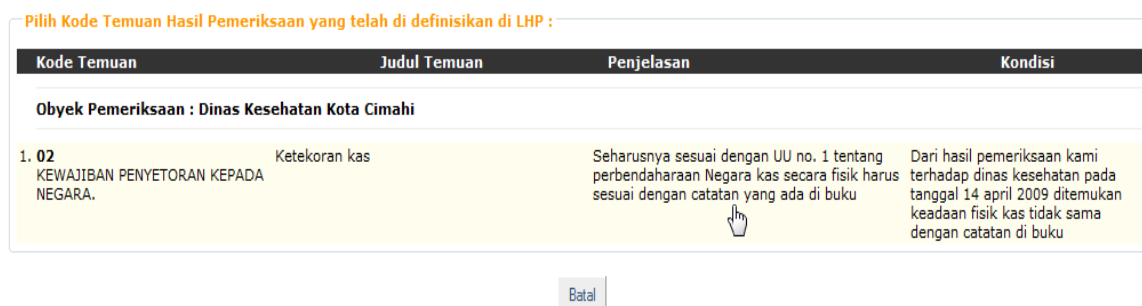 Pilih Kode Temuan Hasil Pemeriksaan yang telah di definisikan di LHP :
Kode Temuan Judul Temuan Penjelasan Kondisi
Obyek Pemeriksaan : Dinas Kesehatan Kota Cimahi
1. 02
KEWAJIBAN PENYETORAN KEPADA
NEGARA.
Ketekoran kas
Seharusnya sesuai dengan UU no. 1 tentang
perbendaharaan Negara kas secara fisik harus
sesuai dengan catatan yang ada di buku
Dari hasil pemeriksaan kami
terhadap dinas kesehatan pada
tanggal 14 april 2009 ditemukan
keadaan fisik kas tidak sama
dengan catatan di buku
Batal